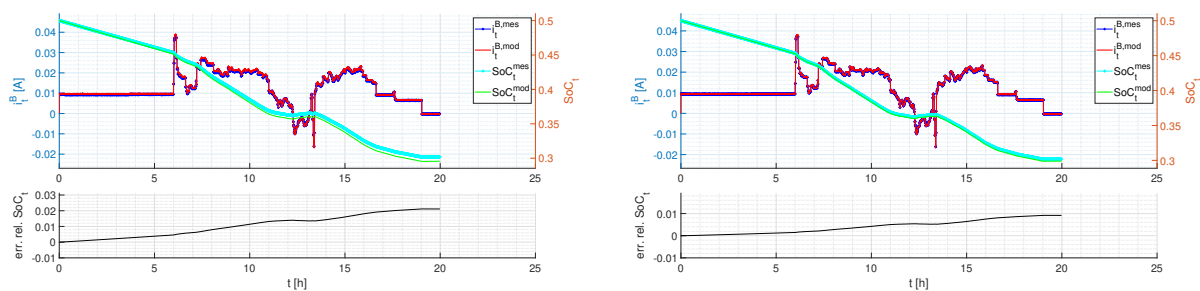 0.04
0.03
0.02
0.01
0
-0.01
-0.02
i_t^B [A]
0.5
0.45
0.4
0.35
0.3
SoC_t
i_t^{B,mes}
i_t^{B,mod}
SoC_t^{mes}
SoC_t^{mod}
0 5 10 15 20 25
0.03
0.02
0.01
0
-0.01
err. rel. SoC_t
0 5 10 15 20 25
t [h]
0.04
0.03
0.02
0.01
0
-0.01
-0.02
i_t^B [A]
0.5
0.45
0.4
0.35
0.3
SoC_t
i_t^{B,mes}
i_t^{B,mod}
SoC_t^{mes}
SoC_t^{mod}
0 5 10 15 20 25
0.01
0
-0.01
err. rel. SoC_t
0 5 10 15 20 25
t [h]